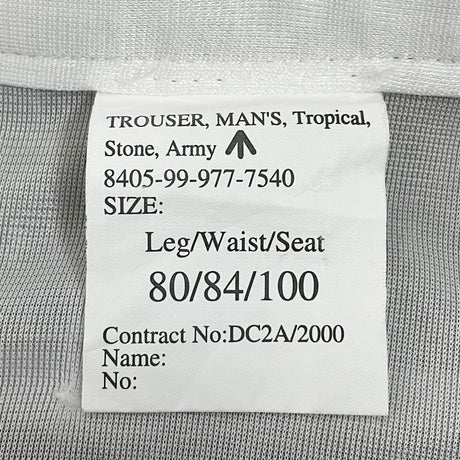 TROUSER, MAN'S, Tropical,
Stone, Army
8405-99-977-7540
SIZE:
Leg/Waist/Seat
80/84/100
Contract No:DC2A/2000
Name:
No: